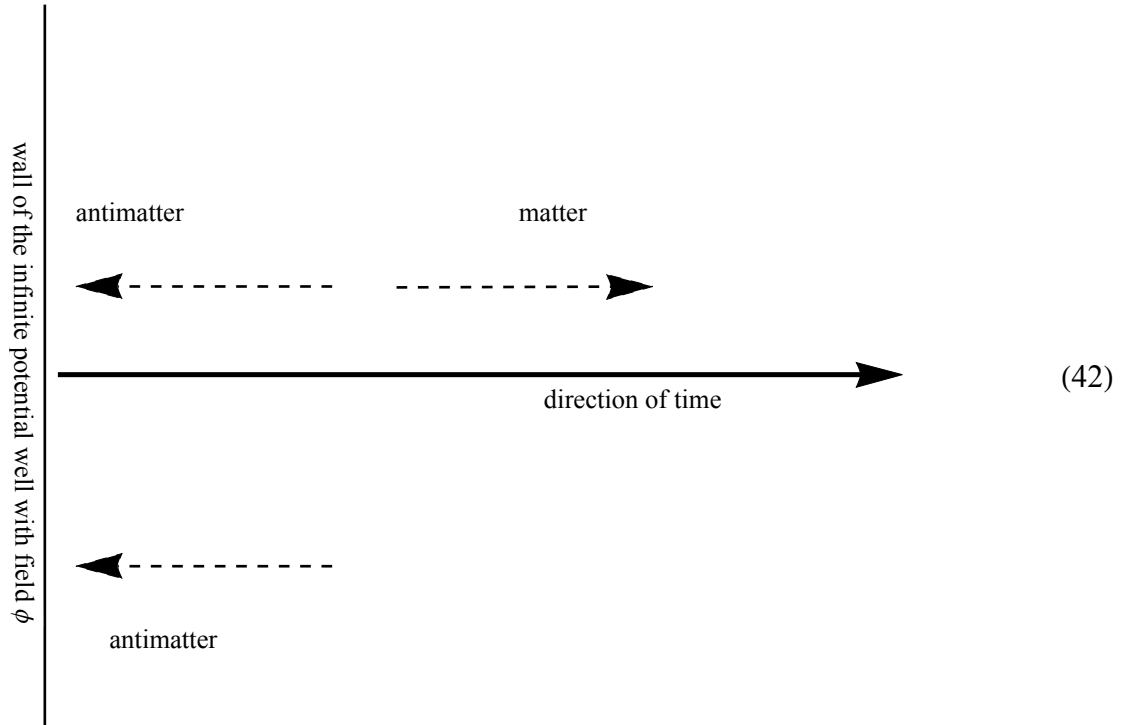 wall of the infinite potential well with field ϕ
antimatter
matter
direction of time
(42)
antimatter